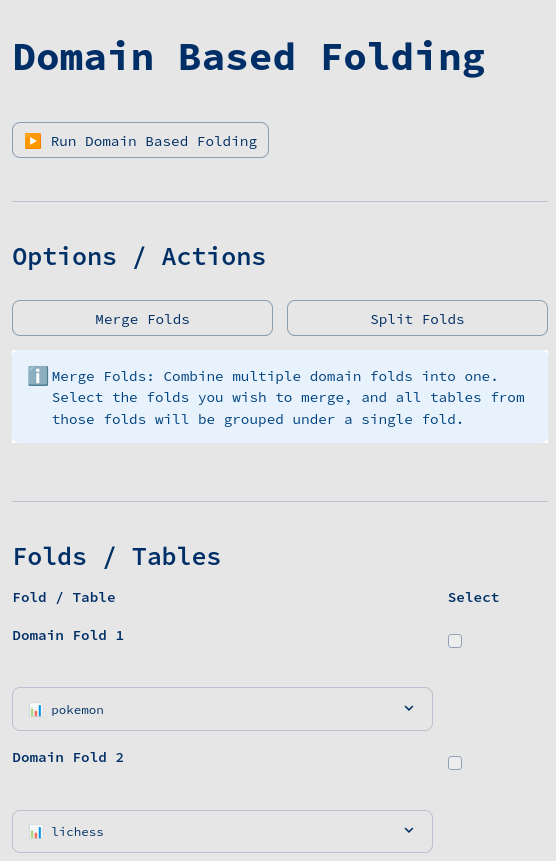 Domain Based Folding
Run Domain Based Folding
Options / Actions
Merge Folds
Split Folds
Merge Folds: Combine multiple domain folds into one.
Select the folds you wish to merge, and all tables from
those folds will be grouped under a single fold.
Folds / Tables
Fold / Table
Select
Domain Fold 1
pokemon
Domain Fold 2
lichess